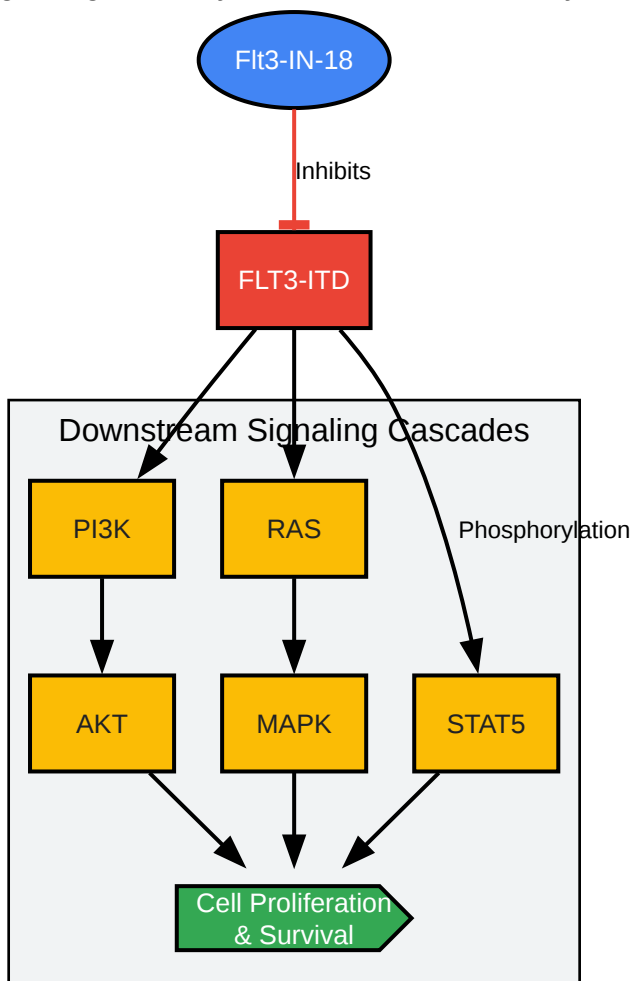 Flt3-IN-18
Inhibits
FLT3-ITD
Downstream Signaling Cascades
PI3K
RAS
Phosphorylation
AKT
MAPK
STAT5
Cell Proliferation
& Survival